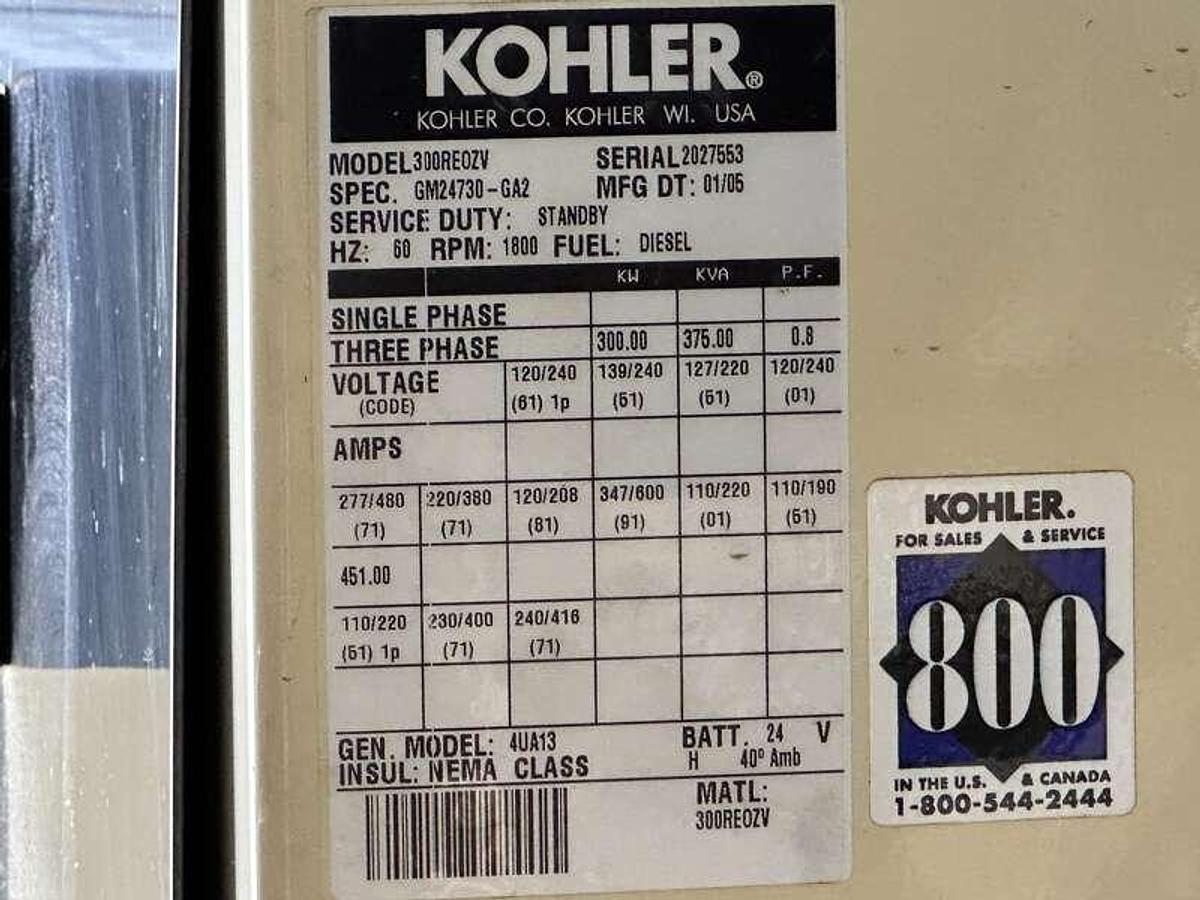 KOHLER®
KOHLER CO. KOHLER WI. USA
MODEL 300REOZV SERIAL 2027553
SPEC. GM24730-GA2 MFG DT: 01/05
SERVICE DUTY: STANDBY
HZ: 60 RPM: 1800 FUEL: DIESEL
KW KVA P.F.
SINGLE PHASE
THREE PHASE 300.00 375.00 0.8
VOLTAGE 120/240 139/240 127/220 120/240
(CODE) (61) 1p (51) (61) (01)
AMPS
277/480 220/380 120/208 347/600 110/220 110/190
(71) (71) (81) (91) (01) (61)
451.00
110/220 230/400 240/416
(51) 1p (71) (71)
GEN. MODEL: 4UA13 BATT. 24 V
INSUL: NEMA CLASS H 40º Amb
MATL:
300REOZV
KOHLER.
FOR SALES & SERVICE
800
IN THE U.S. & CANADA
1-800-544-2444